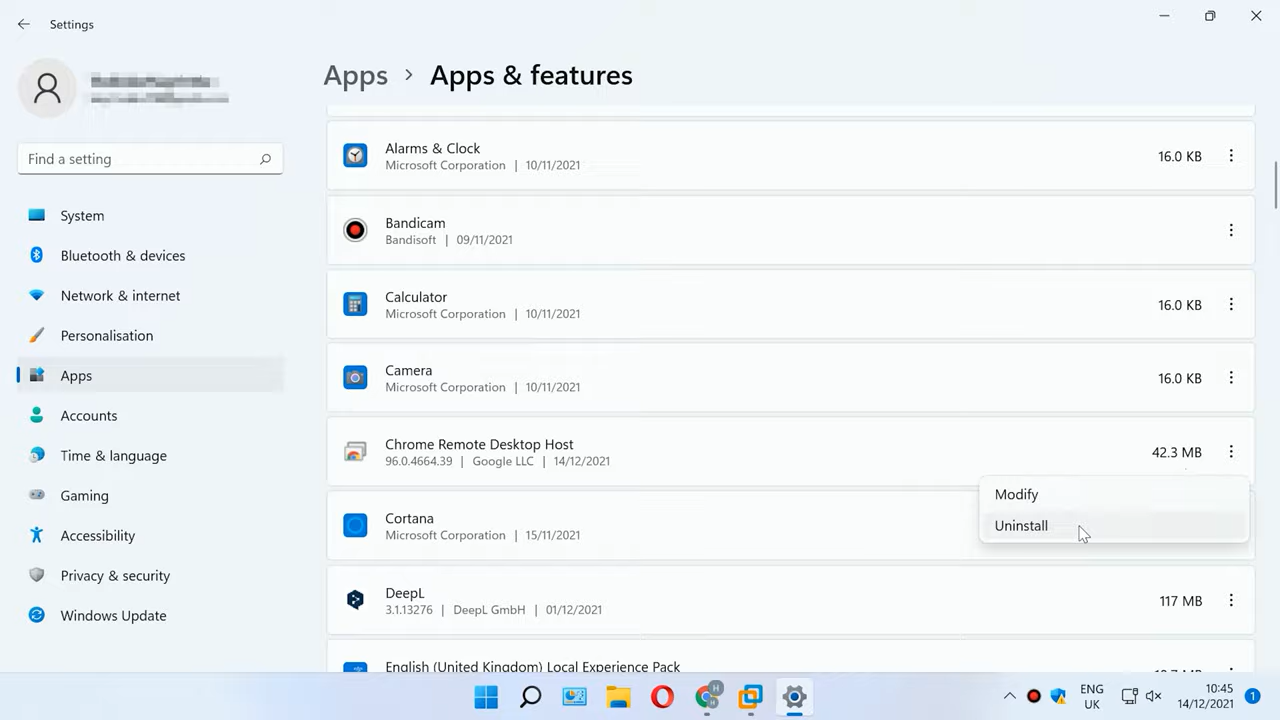 Settings
Find a setting
System
Bluetooth & devices
Network & internet
Personalisation
Apps
Accounts
Time & language
Gaming
Accessibility
Privacy & security
Windows Update
Apps > Apps & features
Alarms & Clock
Microsoft Corporation | 10/11/2021
16.0 KB
Bandicam
Bandisoft | 09/11/2021
Calculator
Microsoft Corporation | 10/11/2021
16.0 KB
Camera
Microsoft Corporation | 10/11/2021
16.0 KB
Chrome Remote Desktop Host
96.0.4664.39 | Google LLC | 14/12/2021
42.3 MB
Modify
Uninstall
Cortana
Microsoft Corporation | 15/11/2021
DeepL
3.1.13276 | DeepL GmbH | 01/12/2021
117 MB
English (United Kingdom) Local Experience Pack
ENG
UK
10:45
14/12/2021
1